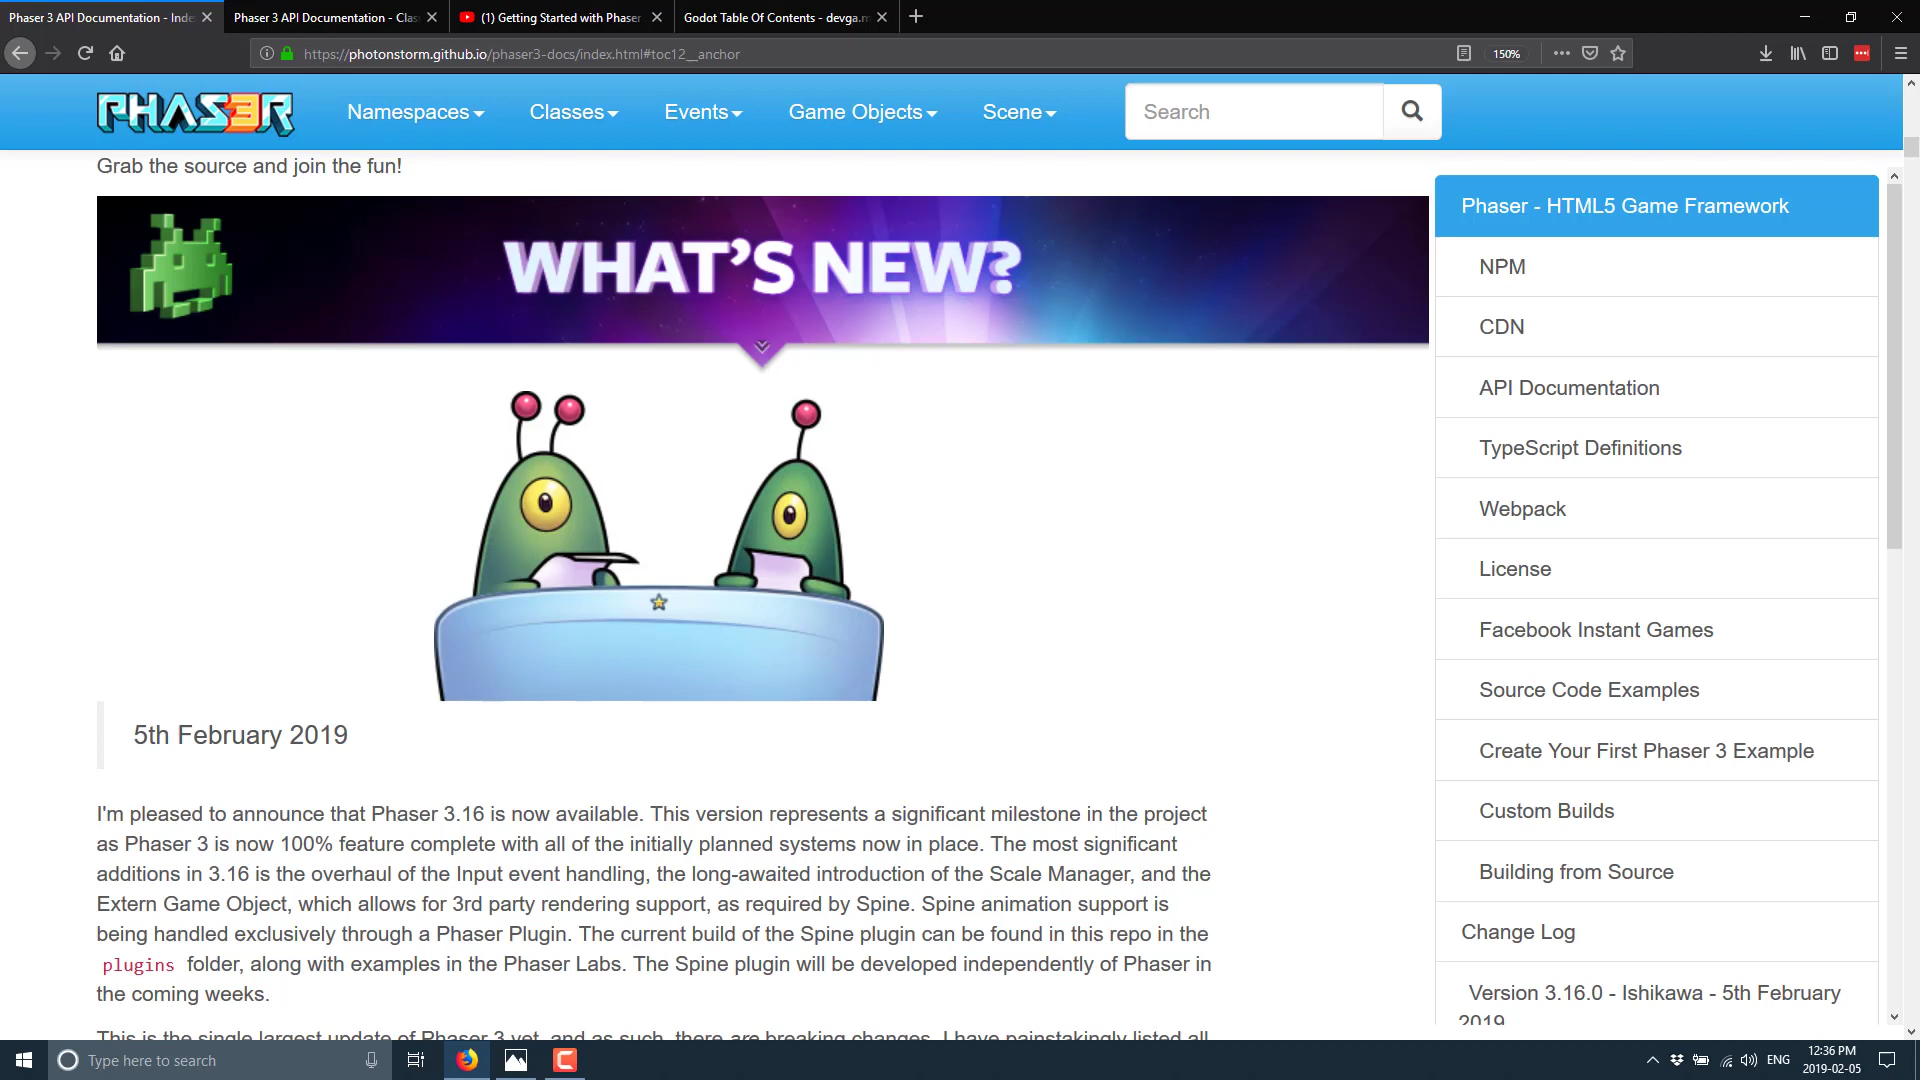 Phaser 3 API Documentation - Inde
Phaser 3 API Documentation - Cla
(1) Getting Started with Phaser
Godot Table Of Contents - devga.m
https://photonstorm.github.io/phaser3-docs/index.html#toc12__anchor
150%
PHASER
Namespaces
Classes
Events
Game Objects
Scene
Search
Grab the source and join the fun!
WHAT'S NEW?
5th February 2019
I'm pleased to announce that Phaser 3.16 is now available. This version represents a significant milestone in the project
as Phaser 3 is now 100% feature complete with all of the initially planned systems now in place. The most significant
additions in 3.16 is the overhaul of the Input event handling, the long-awaited introduction of the Scale Manager, and the
Extern Game Object, which allows for 3rd party rendering support, as required by Spine. Spine animation support is
being handled exclusively through a Phaser Plugin. The current build of the Spine plugin can be found in this repo in the
plugins folder, along with examples in the Phaser Labs. The Spine plugin will be developed independently of Phaser in
the coming weeks.
This is the single largest update of Phaser 3 yet, and as such, there are breaking changes. I have painstakingly listed all
Phaser - HTML5 Game Framework
NPM
CDN
API Documentation
TypeScript Definitions
Webpack
License
Facebook Instant Games
Source Code Examples
Create Your First Phaser 3 Example
Custom Builds
Building from Source
Change Log
Version 3.16.0 - Ishikawa - 5th February
2019
Type here to search
ENG
12:36 PM
2019-02-05